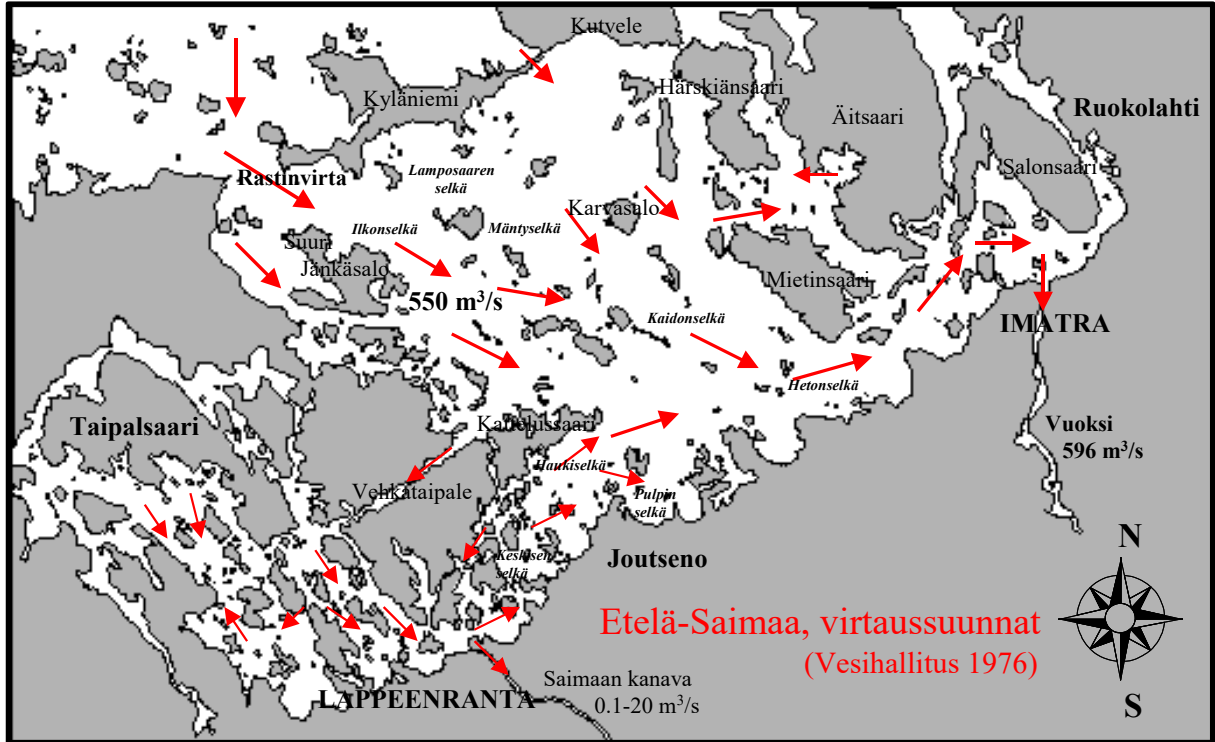 Kutvele
Kyläniemi
Härskiänsaari
Äitsaari
Ruokolahti
Salonsaari
Rastinvirta
Lamposaaren
selkä
Karvasalo
Ilkonselkä
Mäntyselkä
Suuri
Jänkäsalo
Mietinsaari
550 m³/s
Kaidonselkä
IMATRA
Hetonselkä
Taipalsaari
Kattelussaari
Vuoksi
596 m³/s
Haukiselkä
Vehkataipale
Pulpin
selkä
Keskisen
selkä
Joutseno
N
Etelä-Saimaa, virtaussuunnat
(Vesihallitus 1976)
Saimaan kanava
0.1-20 m³/s
LAPPEENRANTA
S